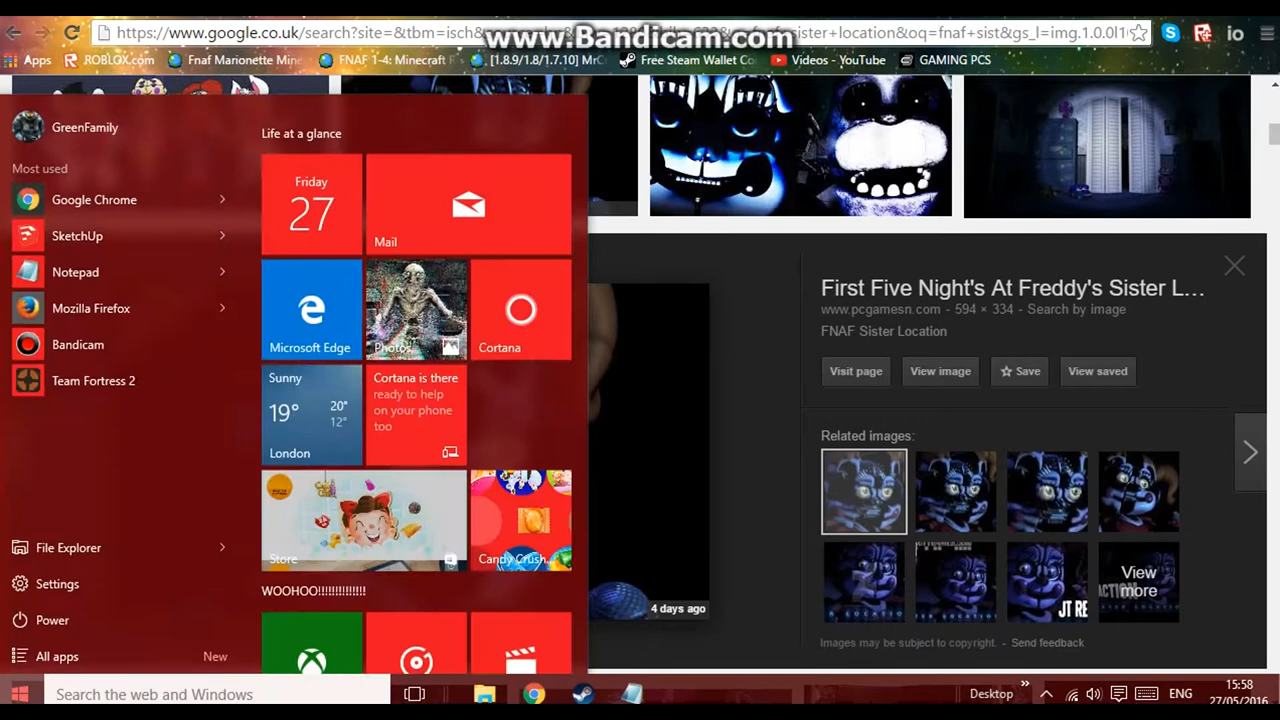 https://www.google.co.uk/search?site=&tbm=isch
www.Bandicam.com
sister+location&oq=fnaf+sist&gs_l=img.1.0.0l1
io
Apps
.ROBLOX.com
Fnaf Marionette Mine
FNAF 1-4: Minecraft R
[1.8.9/1.8/1.7.10] MrC
Free Steam Wallet Co
Videos - YouTube
GAMING PCS
GreenFamily
Most used
Google Chrome
SketchUp
Notepad
Mozilla Firefox
Bandicam
Team Fortress 2
File Explorer
Settings
Power
All apps
New
Life at a glance
Friday
27
Mail
Microsoft Edge
Photos
Cortana
Sunny
19°
20°
12°
London
Cortana is there
ready to help
on your phone
too
Store
Candy Crush...
WOOHOO!!!!!!!!!!!!!
4 days ago
First Five Night's At Freddy's Sister L...
www.pcgamesn.com - 594 × 334 - Search by image
FNAF Sister Location
Visit page
View image
Save
View saved
Related images:
View
more
JT RE
Images may be subject to copyright. - Send feedback
Search the web and Windows
Desktop
ENG
15:58
27/05/2016